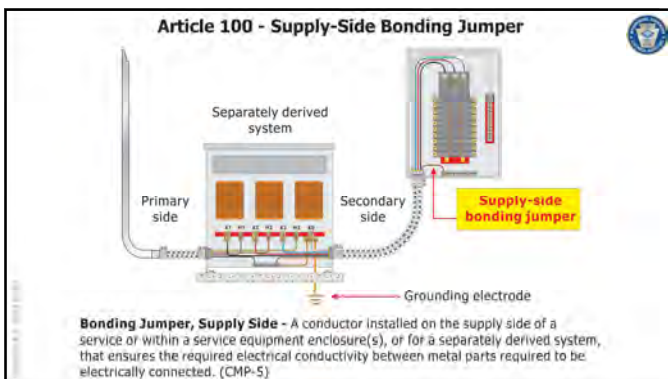 Article 100 - Supply-Side Bonding Jumper
Separately derived
system
Primary
side
Secondary
side
Supply-side
bonding jumper
Grounding electrode
Bonding Jumper, Supply Side - A conductor installed on the supply side of a
service or within a service equipment enclosure(s), or for a separately derived system,
that ensures the required electrical conductivity between metal parts required to be
electrically connected. (CMP-5)